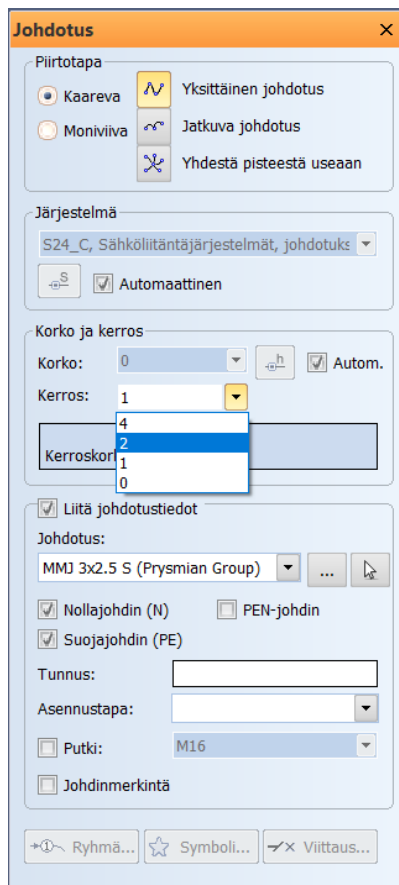 Johdotus
Piirtotapa
Kaareva
Yksittäinen johdotus
Moniviiva
Jatkuva johdotus
Yhdestä pisteestä useaan
Järjestelmä
S24_C, Sähköliitäntäjärjestelmät, johdotuks
S
Automaattinen
Korko ja kerros
Korko: 0 h Autom.
Kerros: 1
4
2
1
0
Kerroskor
Liitä johdotustiedot
Johdotus:
MMJ 3x2.5 S (Prysmian Group) ...
Nollajohdin (N) PEN-johdin
Suojajohdin (PE)
Tunnus:
Asennustapa:
Putki: M16
Johdinmerkintä
1 Ryhmä... Symboli... Viittaus...